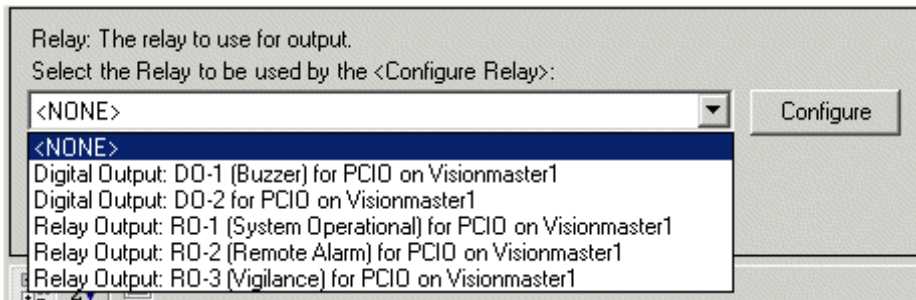 Relay: The relay to use for output.
Select the Relay to be used by the <Configure Relay>:
<NONE>
Configure
<NONE>
Digital Output: DO-1 (Buzzer) for PCIO on Visionmaster1
Digital Output: DO-2 for PCIO on Visionmaster1
Relay Output: RO-1 (System Operational) for PCIO on Visionmaster1
Relay Output: RO-2 (Remote Alarm) for PCIO on Visionmaster1
Relay Output: RO-3 (Vigilance) for PCIO on Visionmaster1